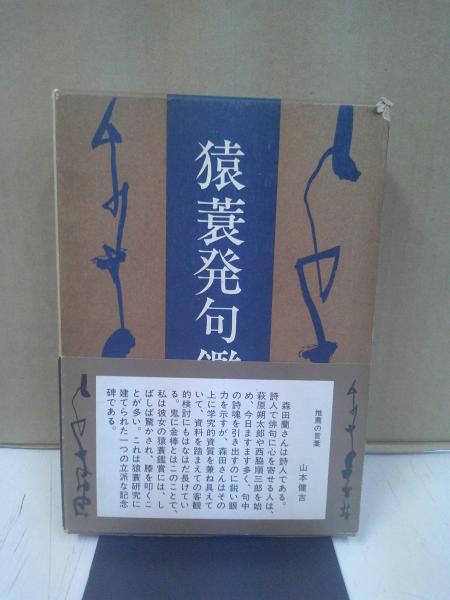 猿蓑発句鑑
推薦の言葉
山本健吉
森田蘭さんは詩人である。
詩人で俳句に心を寄せる人は、
萩原朔太郎や西脇順三郎を始
め、今日ますます多く、句中
の詩魂を引き出すのに鋭い眼
力を示すが、森田さんはその
上に学究的資質を兼ね具えて
いて、資料を踏まえての客観
的検討にもはなはだ長けてい
る。鬼に金棒とはこのことで、
私は彼女の猿蓑鑑賞には、し
ばしば驚かされ、膝を叩くこ
とが多い。これは猿蓑研究に
建てられた一つの立派な記念
碑である。